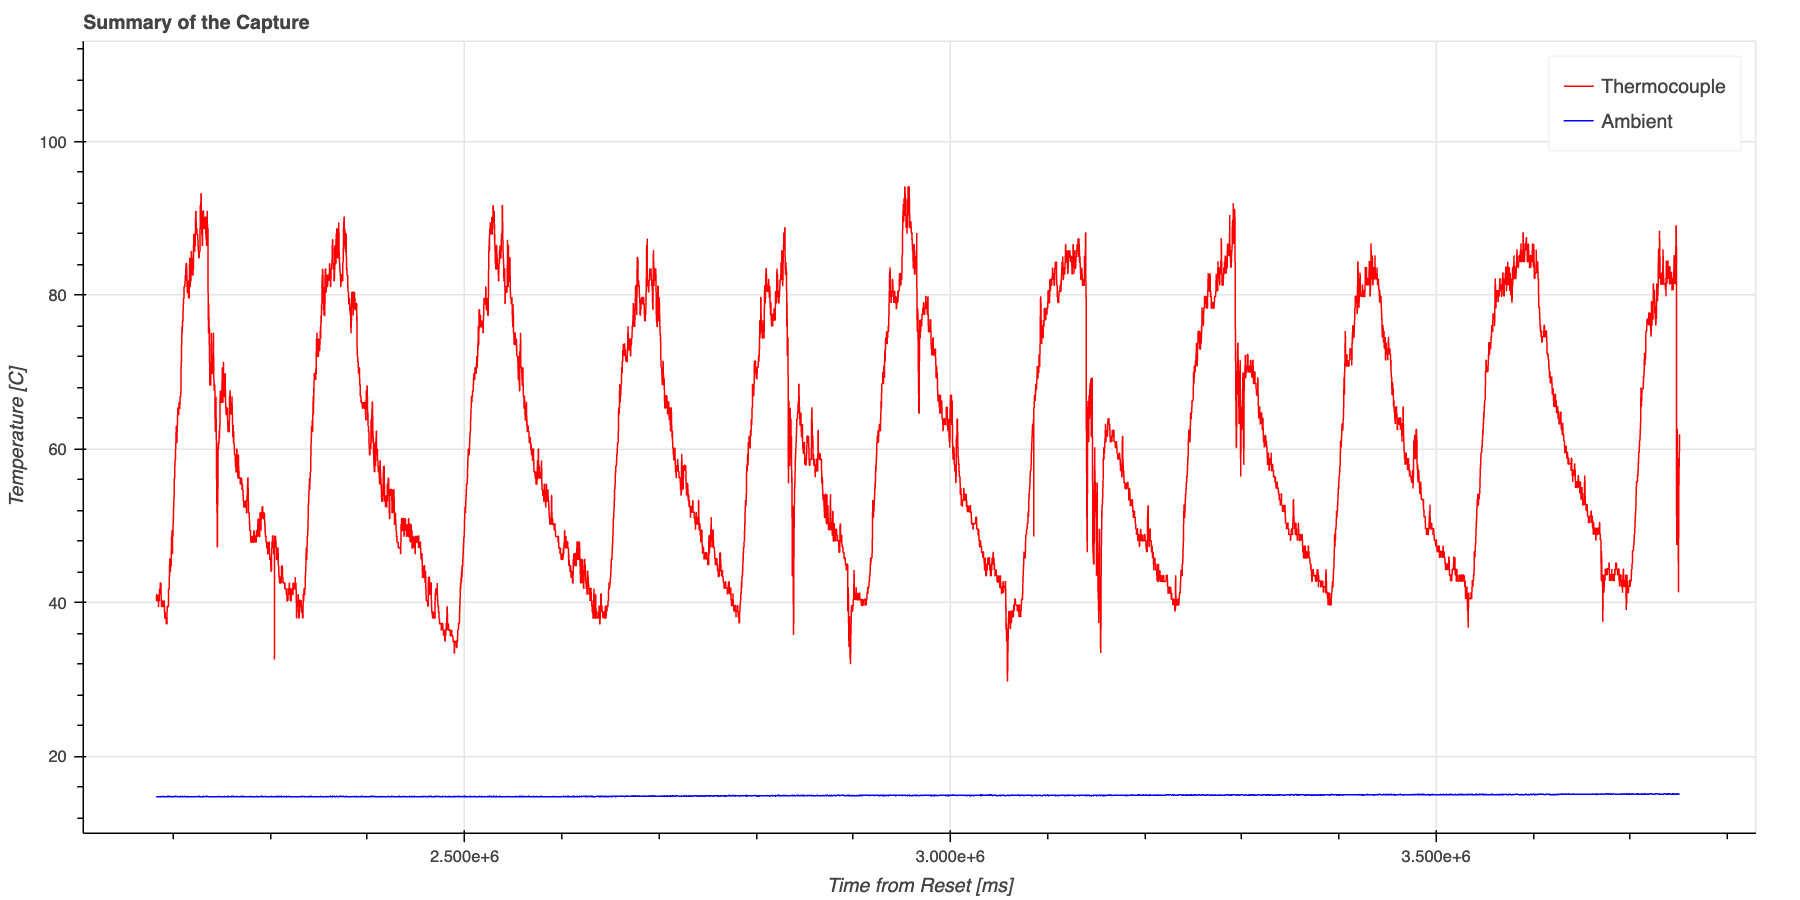 Summary of the Capture
Thermocouple
Ambient
100
80
60
40
20
Temperature [C]
2.500e+6
3.000e+6
3.500e+6
Time from Reset [ms]